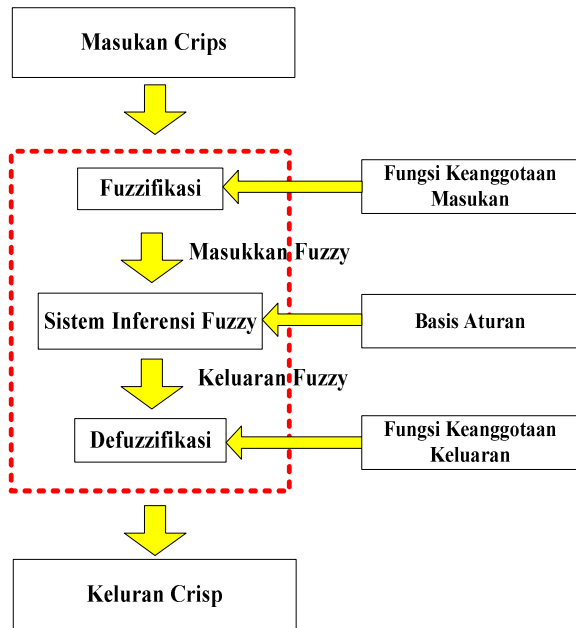 Masukan Crips
Fuzzifikasi
Fungsi Keanggotaan
Masukan
Masukkan Fuzzy
Sistem Inferensi Fuzzy
Basis Aturan
Keluaran Fuzzy
Defuzzifikasi
Fungsi Keanggotaan
Keluaran
Keluran Crisp